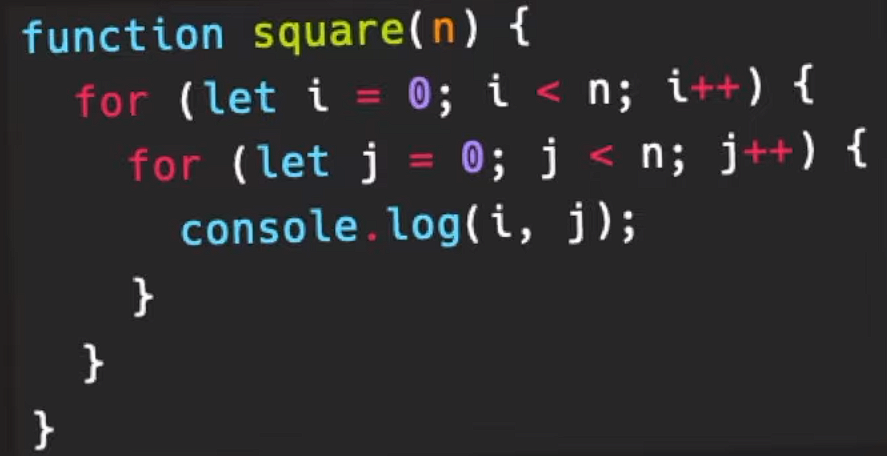 function square(n) {
  for (let i = 0; i < n; i++) {
    for (let j = 0; j < n; j++) {
      console.log(i, j);
    }
  }
}